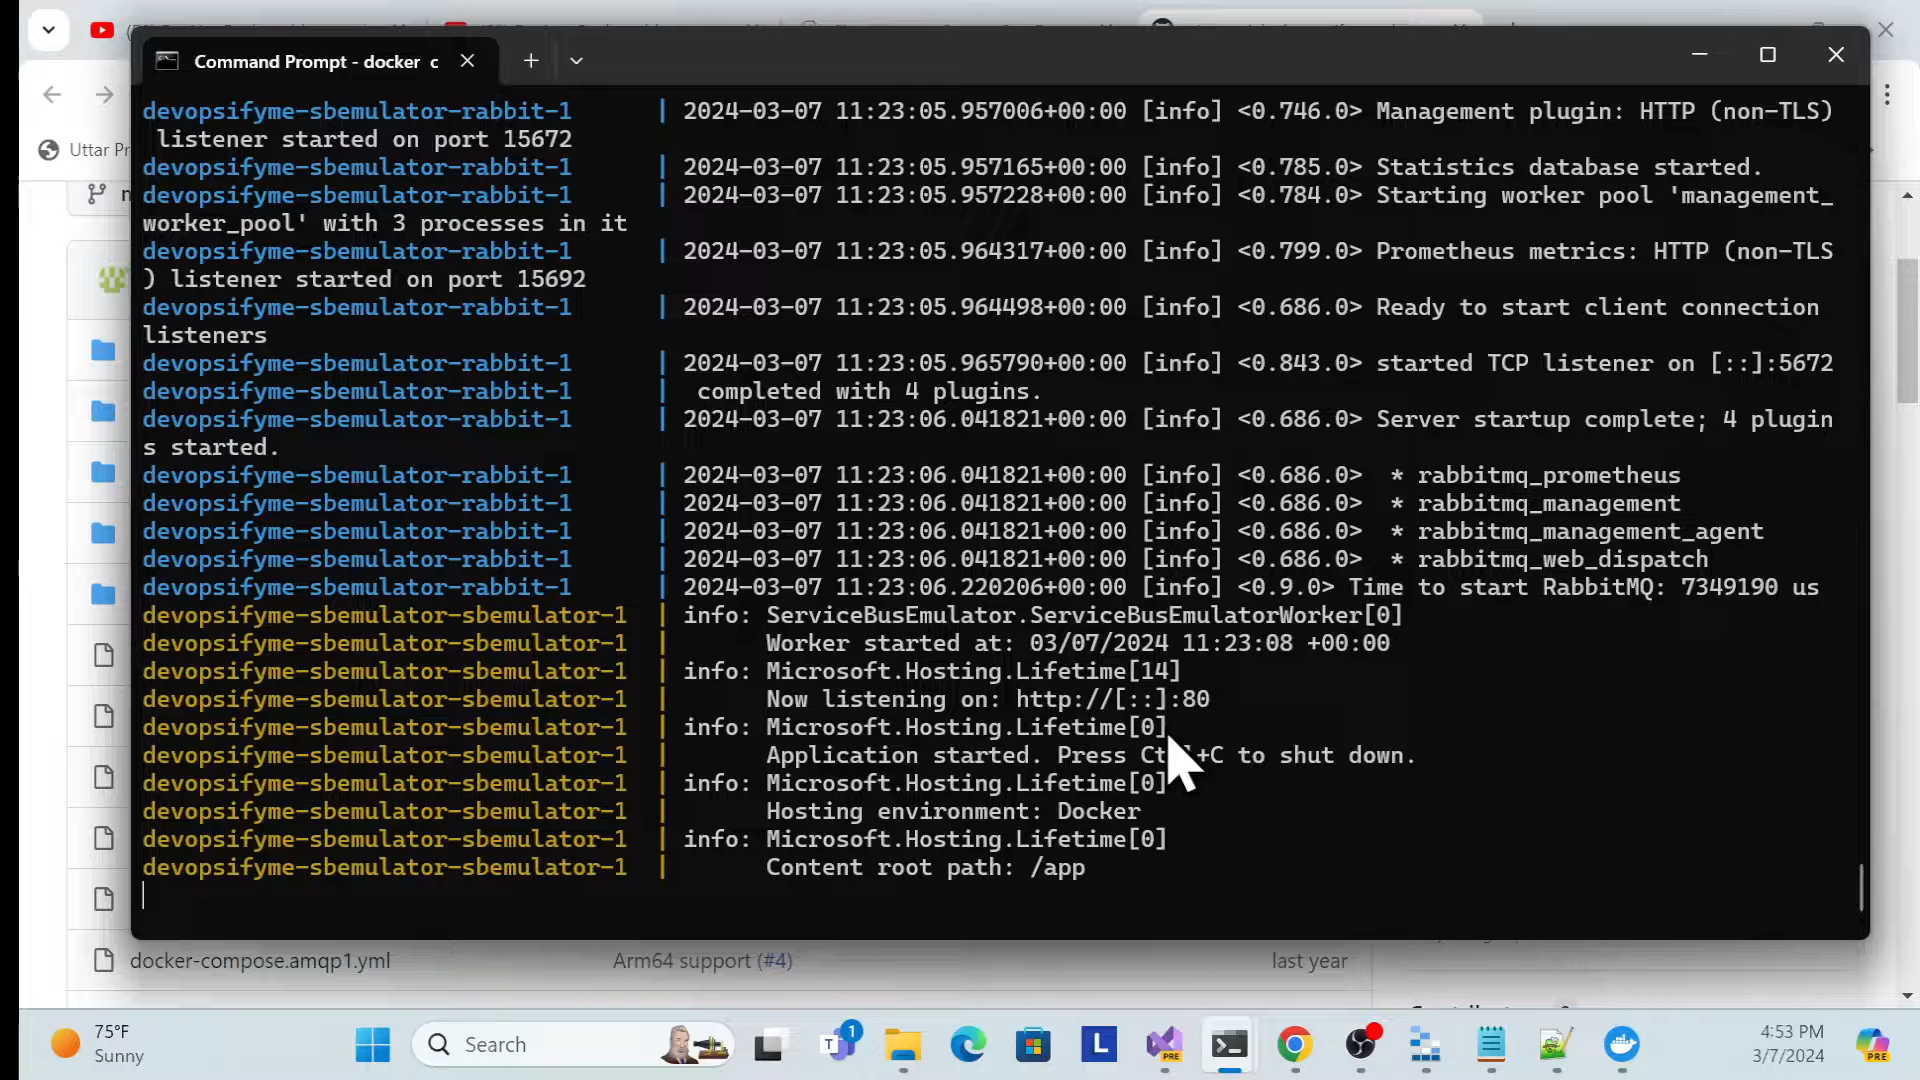 Command Prompt - docker c
devopsifyme-sbemulator-rabbit-1 | 2024-03-07 11:23:05.957006+00:00 [info] <0.746.0> Management plugin: HTTP (non-TLS)
listener started on port 15672
devopsifyme-sbemulator-rabbit-1 | 2024-03-07 11:23:05.957165+00:00 [info] <0.785.0> Statistics database started.
devopsifyme-sbemulator-rabbit-1 | 2024-03-07 11:23:05.957228+00:00 [info] <0.784.0> Starting worker pool 'management_
worker_pool' with 3 processes in it
devopsifyme-sbemulator-rabbit-1 | 2024-03-07 11:23:05.964317+00:00 [info] <0.799.0> Prometheus metrics: HTTP (non-TLS
) listener started on port 15692
devopsifyme-sbemulator-rabbit-1 | 2024-03-07 11:23:05.964498+00:00 [info] <0.686.0> Ready to start client connection
listeners
devopsifyme-sbemulator-rabbit-1 | 2024-03-07 11:23:05.965790+00:00 [info] <0.843.0> started TCP listener on [::]:5672
devopsifyme-sbemulator-rabbit-1 | completed with 4 plugins.
devopsifyme-sbemulator-rabbit-1 | 2024-03-07 11:23:06.041821+00:00 [info] <0.686.0> Server startup complete; 4 plugin
s started.
devopsifyme-sbemulator-rabbit-1 | 2024-03-07 11:23:06.041821+00:00 [info] <0.686.0> * rabbitmq_prometheus
devopsifyme-sbemulator-rabbit-1 | 2024-03-07 11:23:06.041821+00:00 [info] <0.686.0> * rabbitmq_management
devopsifyme-sbemulator-rabbit-1 | 2024-03-07 11:23:06.041821+00:00 [info] <0.686.0> * rabbitmq_management_agent
devopsifyme-sbemulator-rabbit-1 | 2024-03-07 11:23:06.041821+00:00 [info] <0.686.0> * rabbitmq_web_dispatch
devopsifyme-sbemulator-rabbit-1 | 2024-03-07 11:23:06.220206+00:00 [info] <0.9.0> Time to start RabbitMQ: 7349190 us
devopsifyme-sbemulator-sbemulator-1 | info: ServiceBusEmulator.ServiceBusEmulatorWorker[0]
devopsifyme-sbemulator-sbemulator-1 | Worker started at: 03/07/2024 11:23:08 +00:00
devopsifyme-sbemulator-sbemulator-1 | info: Microsoft.Hosting.Lifetime[14]
devopsifyme-sbemulator-sbemulator-1 | Now listening on: http://[::]:80
devopsifyme-sbemulator-sbemulator-1 | info: Microsoft.Hosting.Lifetime[0]
devopsifyme-sbemulator-sbemulator-1 | Application started. Press Ctrl+C to shut down.
devopsifyme-sbemulator-sbemulator-1 | info: Microsoft.Hosting.Lifetime[0]
devopsifyme-sbemulator-sbemulator-1 | Hosting environment: Docker
devopsifyme-sbemulator-sbemulator-1 | info: Microsoft.Hosting.Lifetime[0]
devopsifyme-sbemulator-sbemulator-1 | Content root path: /app
Uttar Pr
docker-compose.amqp1.yml Arm64 support (#4) last year
75°F
Sunny
Search
1
PRE
4:53 PM
3/7/2024
PRE